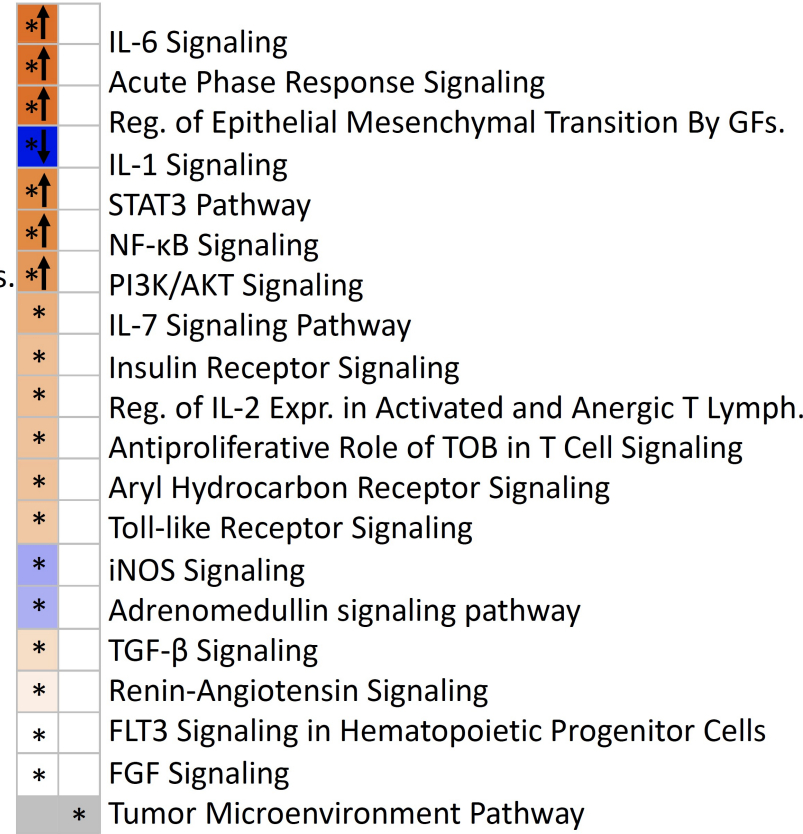 *↑ IL-6 Signaling
*↑ Acute Phase Response Signaling
*↑ Reg. of Epithelial Mesenchymal Transition By GFs.
*↓ IL-1 Signaling
*↑ STAT3 Pathway
*↑ NF-κB Signaling
s. *↑ PI3K/AKT Signaling
* IL-7 Signaling Pathway
* Insulin Receptor Signaling
* Reg. of IL-2 Expr. in Activated and Anergic T Lymph.
* Antiproliferative Role of TOB in T Cell Signaling
* Aryl Hydrocarbon Receptor Signaling
* Toll-like Receptor Signaling
* iNOS Signaling
* Adrenomedullin signaling pathway
* TGF-β Signaling
* Renin-Angiotensin Signaling
* FLT3 Signaling in Hematopoietic Progenitor Cells
* FGF Signaling
* Tumor Microenvironment Pathway